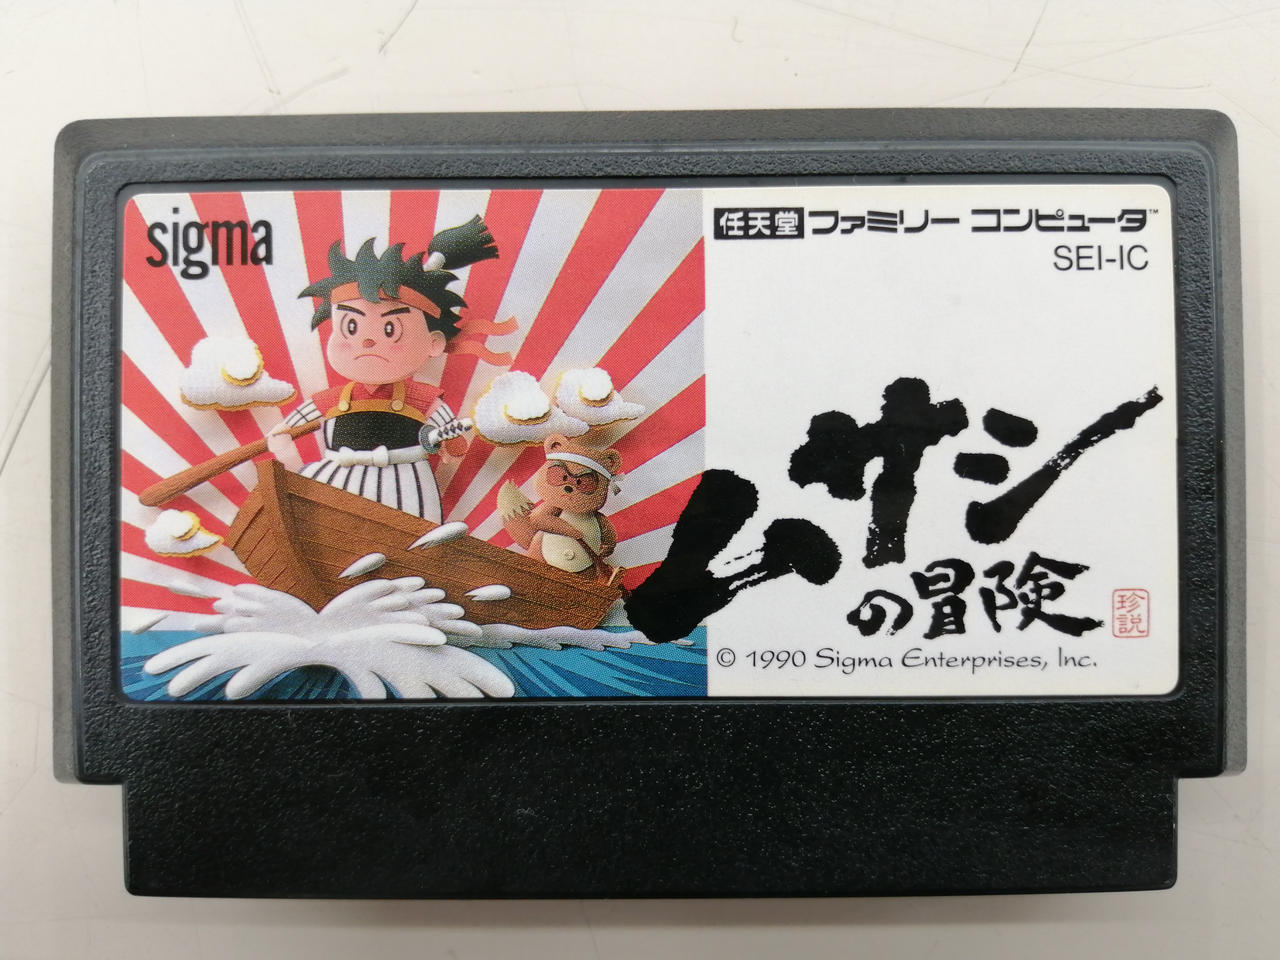 sigma
任天堂 ファミリー コンピュータ™
SEI-IC
ムサシ
の冒険
珍説
© 1990 Sigma Enterprises, Inc.